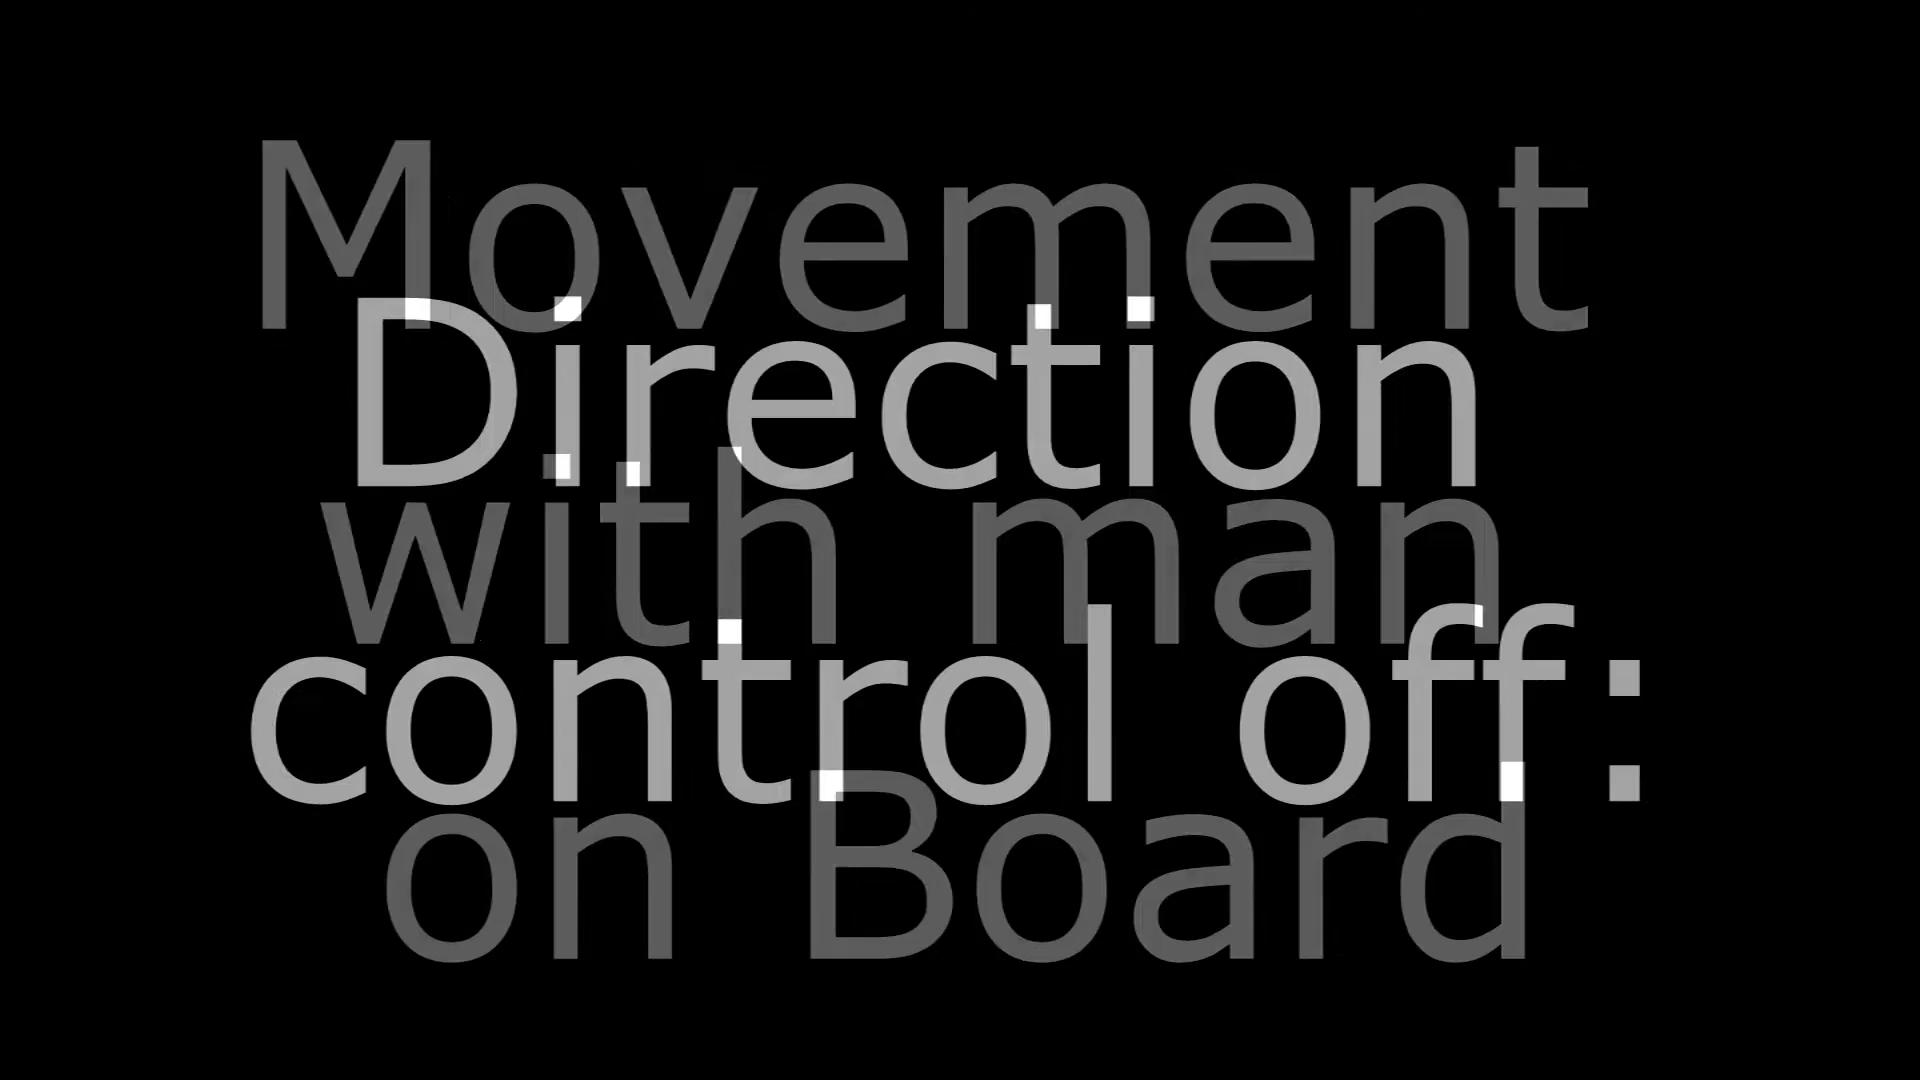 Movement
Direction
with man
control off:
on Board